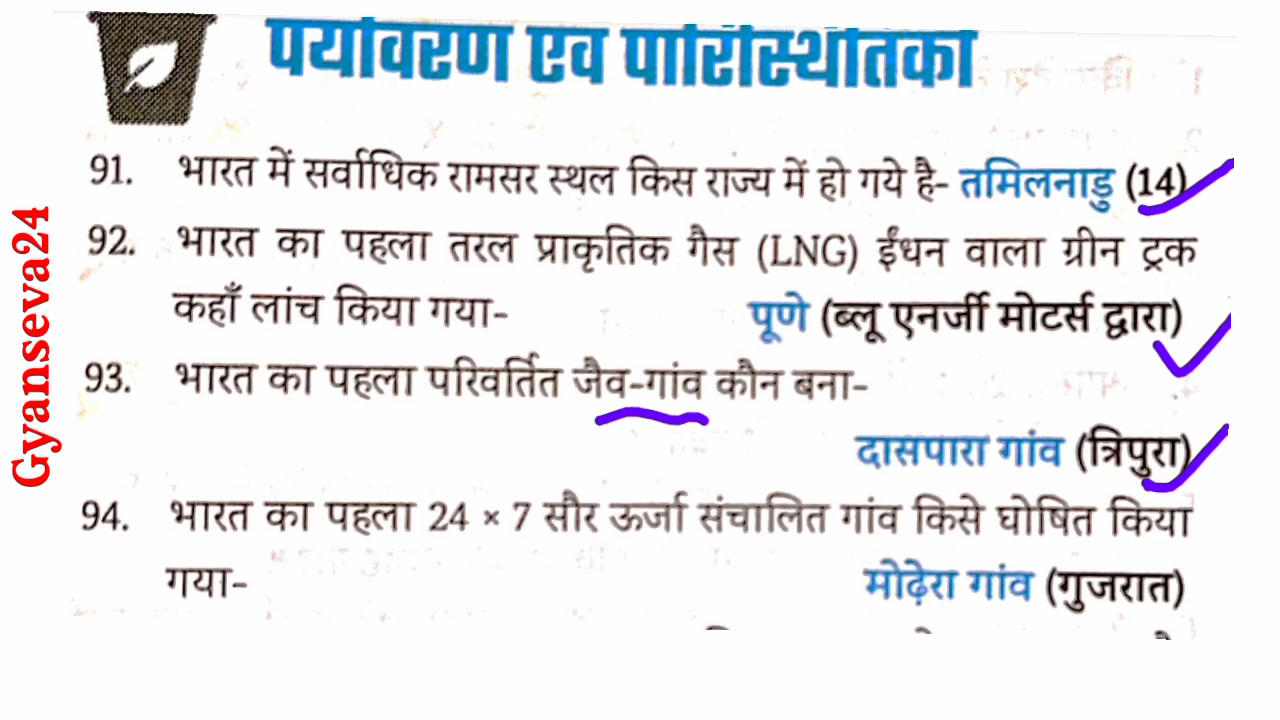 पर्यावरण एवं पारिस्थितिकी
91. भारत में सर्वाधिक रामसर स्थल किस राज्य में हो गये है- तमिलनाडु (14)
92. भारत का पहला तरल प्राकृतिक गैस (LNG) ईंधन वाला ग्रीन ट्रक
कहाँ लांच किया गया- पूणे (ब्लू एनर्जी मोटर्स द्वारा)
93. भारत का पहला परिवर्तित जैव-गांव कौन बना-
दासपारा गांव (त्रिपुरा)
94. भारत का पहला 24 × 7 सौर ऊर्जा संचालित गांव किसे घोषित किया
गया- मोढ़ेरा गांव (गुजरात)
Gyanseva24